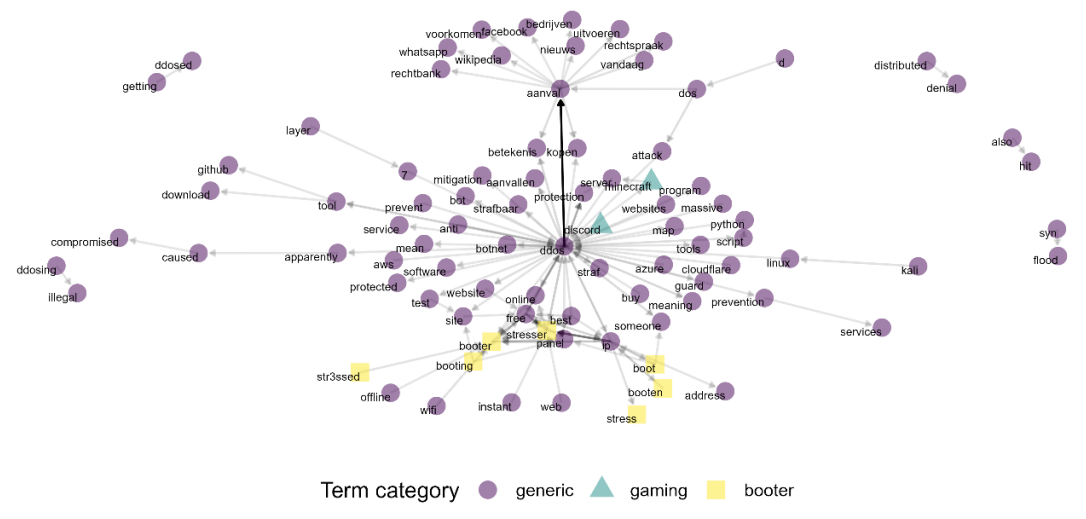 bedrijven
voorkomen
facebook
uitvoeren
ddosed
whatsapp
wikipedia
nieuws
rechtspraak
getting
rechtbank
vandaag
d
distributed
denial
aanval
dos
layer
also
hit
betekenis
kopen
attack
github
7
mitigation
aanvallen
server
minecraft
program
download
tool
bot
protection
prevent
strafbaar
websites
massive
service
anti
discord
map
python
syn
compromised
mean
botnet
ddos
tools
script
flood
caused
apparently
aws
software
straf
azure
cloudflare
linux
kali
ddosing
protected
guard
illegal
test
website
online
buy
meaning
prevention
site
free
best
someone
services
stresser
booter
panel
ip
booting
boot
str3ssed
offline
booten
address
wifi
instant
web
stress
Term category
generic
gaming
booter